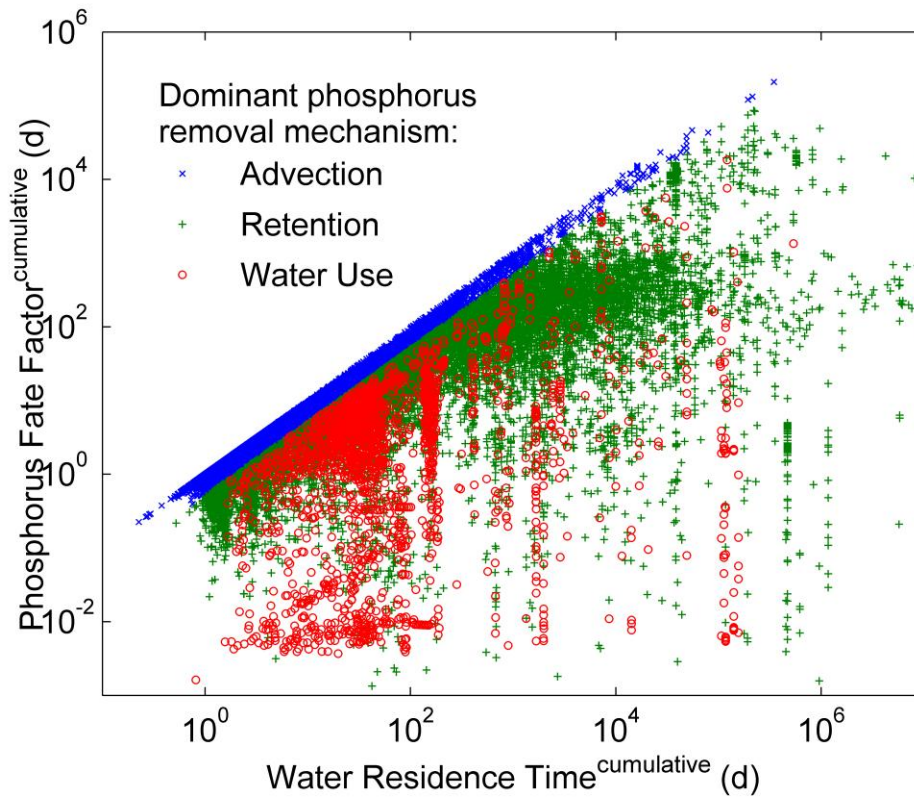 10^6
10^4
10^2
10^0
10^-2
Phosphorus Fate Factor^cumulative (d)
Dominant phosphorus
removal mechanism:
× Advection
+ Retention
○ Water Use
10^0 10^2 10^4 10^6
Water Residence Time^cumulative (d)